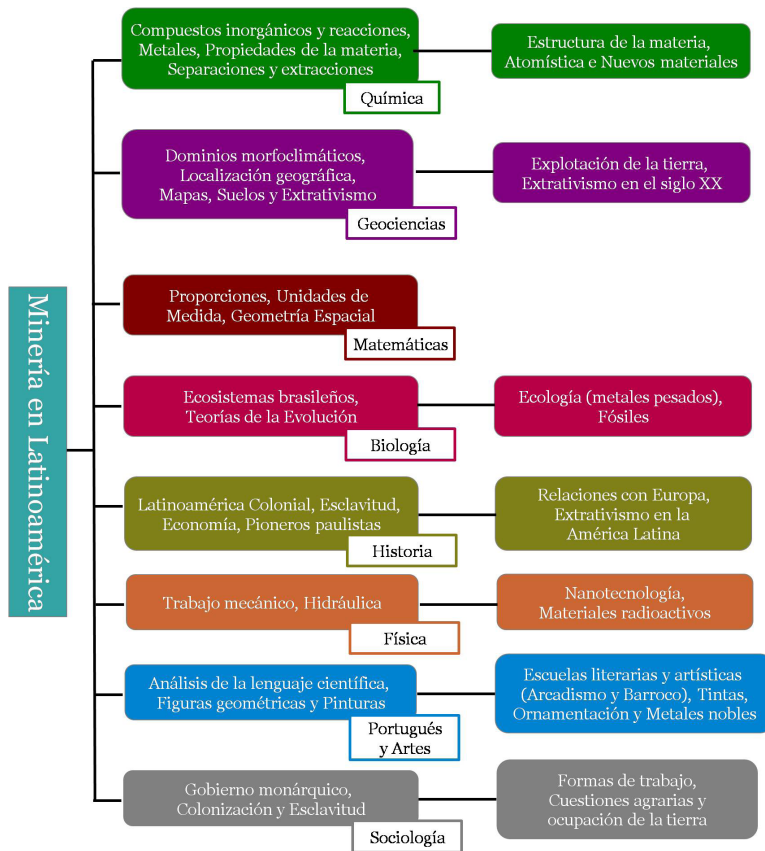 Minería en Latinoamérica
Compuestos inorgánicos y reacciones,
Metales, Propiedades de la materia,
Separaciones y extracciones
Química
Estructura de la materia,
Atomística e Nuevos materiales
Dominios morfoclimáticos,
Localización geográfica,
Mapas, Suelos y Extrativismo
Geociencias
Explotación de la tierra,
Extrativismo en el siglo XX
Proporciones, Unidades de
Medida, Geometría Espacial
Matemáticas
Ecosistemas brasileños,
Teorías de la Evolución
Biología
Ecología (metales pesados),
Fósiles
Latinoamérica Colonial, Esclavitud,
Economía, Pioneros paulistas
Historia
Relaciones con Europa,
Extrativismo en la
América Latina
Trabajo mecánico, Hidráulica
Física
Nanotecnología,
Materiales radioactivos
Análisis de la lenguaje científica,
Figuras geométricas y Pinturas
Portugués
y Artes
Escuelas literarias y artísticas
(Arcadismo y Barroco), Tintas,
Ornamentación y Metales nobles
Gobierno monárquico,
Colonización y Esclavitud
Sociología
Formas de trabajo,
Cuestiones agrarias y
ocupación de la tierra